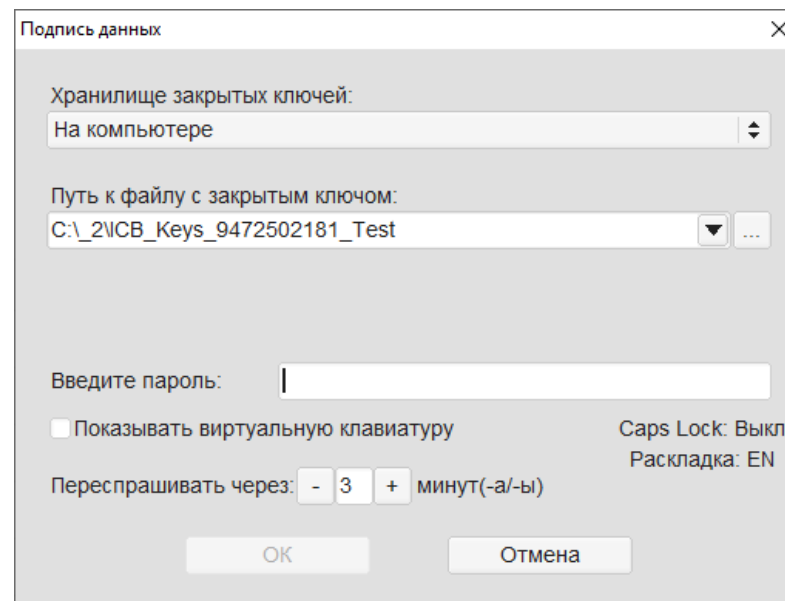 Подпись данных
Хранилище закрытых ключей:
На компьютере
Путь к файлу с закрытым ключом:
C:\_2\ICB_Keys_9472502181_Test
...
Введите пароль:
Показывать виртуальную клавиатуру
Caps Lock: Выкл
Раскладка: EN
Переспрашивать через: - 3 + минут(-а/-ы)
ОК
Отмена